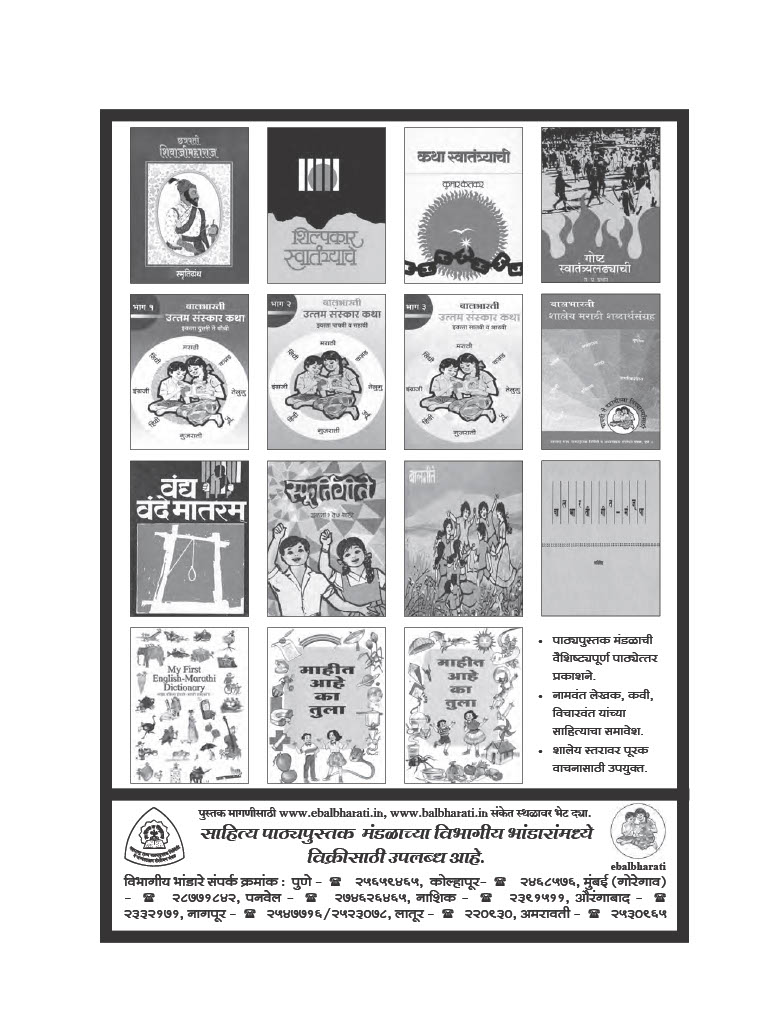 छत्रपती
शिवाजीमहाराज
स्मृतिग्रंथ
शिल्पकार
स्वातंत्र्याचे
कथा स्वातंत्र्याची
कुमार केतकर
गोष्ट
स्वातंत्र्यलढ्याची
भाग १
बालभारती
उत्तम संस्कार कथा
इयत्ता दुसरी ते चौथी
मराठी
हिंदी
कन्नड
इंग्रजी
तेलुगु
सिंधी
उर्दू
गुजराती
भाग २
बालभारती
उत्तम संस्कार कथा
इयत्ता पाचवी व सहावी
मराठी
हिंदी
कन्नड
इंग्रजी
तेलुगु
सिंधी
उर्दू
गुजराती
भाग ३
बालभारती
उत्तम संस्कार कथा
इयत्ता सातवी व आठवी
मराठी
हिंदी
कन्नड
इंग्रजी
तेलुगु
सिंधी
उर्दू
गुजराती
बालभारती
शालेय मराठी शब्दार्थसंग्रह
वंद्य
वंदे मातरम
स्फूर्तिगीते
बालगीते
My First
English-Marathi
Dictionary
माहीत
आहे
का
तुला
माहीत
आहे
का
तुला
• पाठ्यपुस्तक मंडळाची
वैशिष्ट्यपूर्ण पाठ्येत्तर
प्रकाशने.
• नामवंत लेखक, कवी,
विचारवंत यांच्या
साहित्याचा समावेश.
• शालेय स्तरावर पूरक
वाचनासाठी उपयुक्त.
पुस्तक मागणीसाठी www.ebalbharati.in, www.balbharati.in संकेत स्थळावर भेट द्या.
साहित्य पाठ्यपुस्तक मंडळाच्या विभागीय भांडारांमध्ये
विक्रीसाठी उपलब्ध आहे.
ebalbharati
विभागीय भांडारे संपर्क क्रमांक : पुणे - ☎ २५६५९४६५, कोल्हापूर- ☎ २४६८५७६, मुंबई (गोरेगाव)
- ☎ २८७७१८४२, पनवेल - ☎ २७४६२६४६५, नाशिक - ☎ २३९१५११, औरंगाबाद - ☎
२३३२१७१, नागपूर - ☎ २५४७७१६/२५२३०७८, लातूर - ☎ २२०९३०, अमरावती - ☎ २५३०९६५